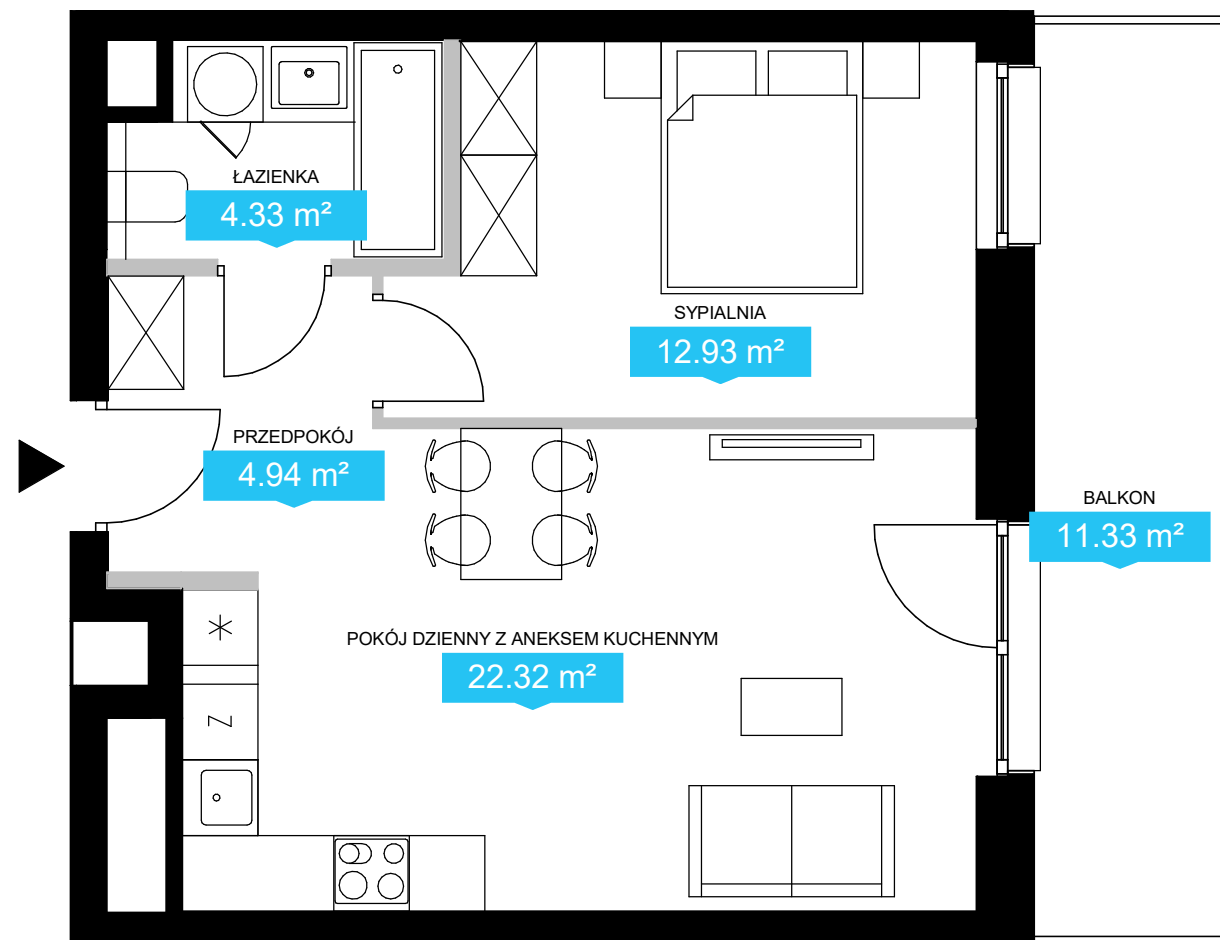 ŁAZIENKA
4.33 m²
SYPIALNIA
12.93 m²
PRZEDPOKÓJ
4.94 m²
BALKON
11.33 m²
POKÓJ DZIENNY Z ANEKSEM KUCHENNYM
22.32 m²
Z